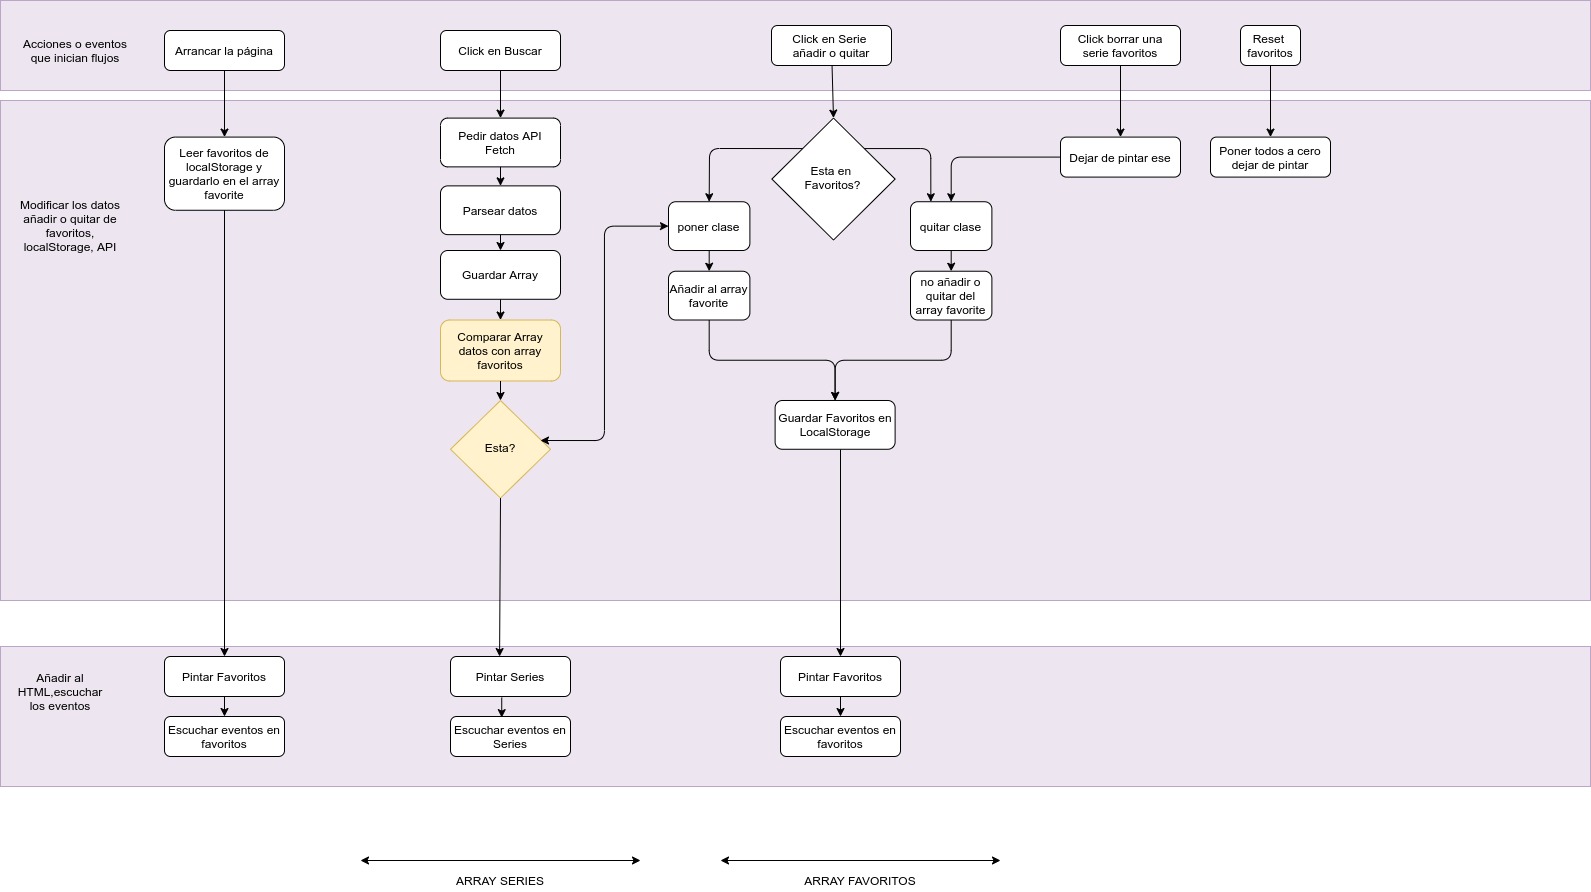 Acciones o eventos
que inician flujos
Arrancar la página
Click en Buscar
Click en Serie
añadir o quitar
Click borrar una
serie favoritos
Reset
favoritos
Modificar los datos
añadir o quitar de
favoritos,
localStorage, API
Leer favoritos de
localStorage y
guardarlo en el array
favorite
Pedir datos API
Fetch
Parsear datos
Guardar Array
Comparar Array
datos con array
favoritos
Esta?
Esta en
Favoritos?
poner clase
Añadir al array
favorite
quitar clase
no añadir o
quitar del
array favorite
Guardar Favoritos en
LocalStorage
Dejar de pintar ese
Poner todos a cero
dejar de pintar
Añadir al
HTML,escuchar
los eventos
Pintar Favoritos
Escuchar eventos en
favoritos
Pintar Series
Escuchar eventos en
Series
Pintar Favoritos
Escuchar eventos en
favoritos
ARRAY SERIES
ARRAY FAVORITOS